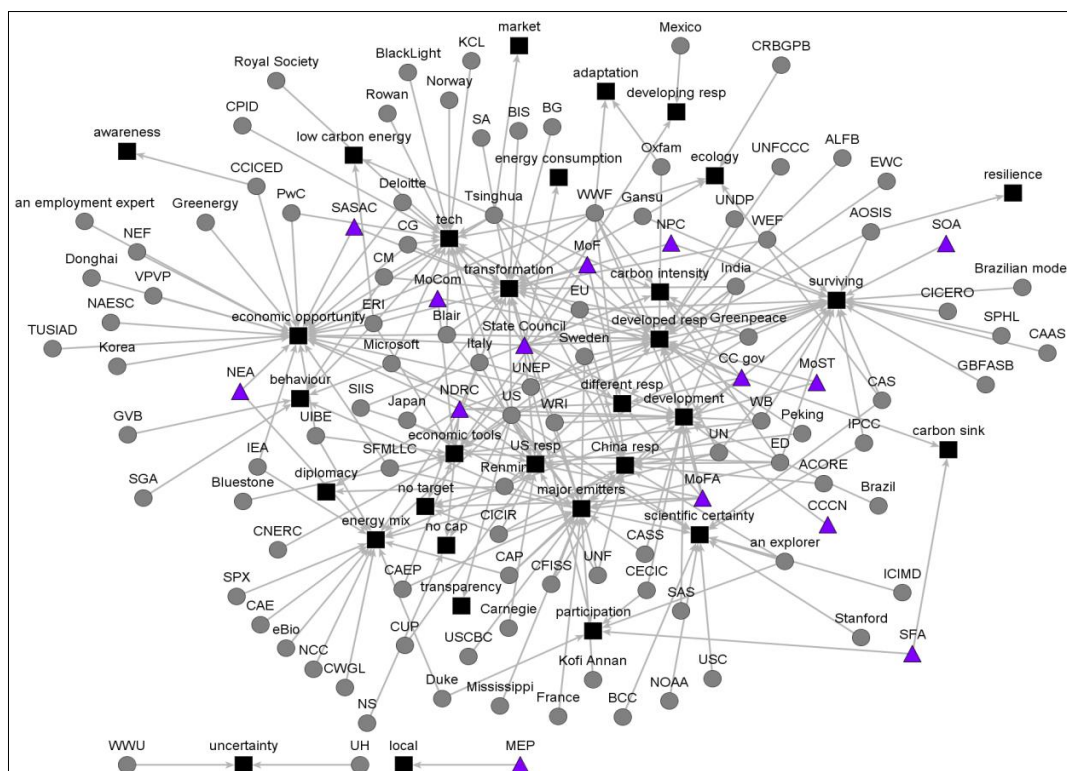 market
Mexico
KCL
BlackLight
CRBGPB
Royal Society
Norway
adaptation
developing resp
Rowan
BIS
BG
CPID
SA
low carbon energy
awareness
energy consumption
Oxfam
UNFCCC
ALFB
ecology
EWC
CCICED
resilience
Deloitte
Tsinghua
PwC
an employment expert
Greenergy
SASAC
tech
WWF
Gansu
UNDP
WEF
AOSIS
NPC
SOA
NEF
CG
MoF
Donghai
CM
transformation
carbon intensity
India
surviving
Brazilian mode
VPVP
MoCom
EU
CICERO
NAESC
ERI
economic opportunity
Blair
State Council
developed resp
Greenpeace
SPHL
TUSIAD
Sweden
CAAS
Korea
Microsoft
Italy
UNEP
CC gov
MoST
GBFASB
NEA
behaviour
SIIS
NDRC
US
different resp
development
CAS
GVB
UIBE
Japan
WRI
WB
Peking
IPCC
carbon sink
IEA
SFMLLC
economic tools
US resp
China resp
UN
ED
SGA
Bluestone
diplomacy
Renmin
MoFA
ACORE
Brazil
no target
major emitters
CNERC
energy mix
no cap
CICIR
scientific certainty
CCCN
CASS
an explorer
SPX
CAEP
CAP
CFISS
UNF
CECIC
ICIMD
CAE
transparency
SAS
eBio
CUP
Carnegie
participation
Stanford
SFA
NCC
USCBC
CWGL
Kofi Annan
USC
NS
Duke
Mississippi
France
BCC
NOAA
WWU
uncertainty
UH
local
MEP